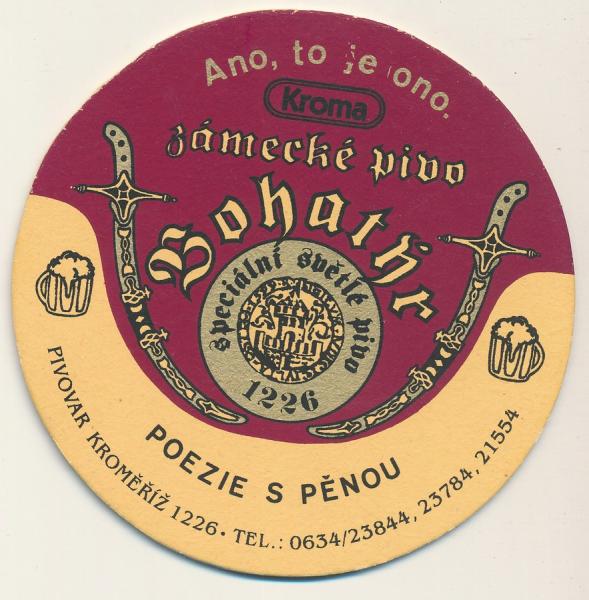 Ano, to je ono.
Kroma
zámecké pivo
Bohatýr
speciální světlé pivo
1226
POEZIE S PĚNOU
PIVOVAR KROMĚŘÍŽ 1226 • TEL.: 0634/23844, 23784, 21554